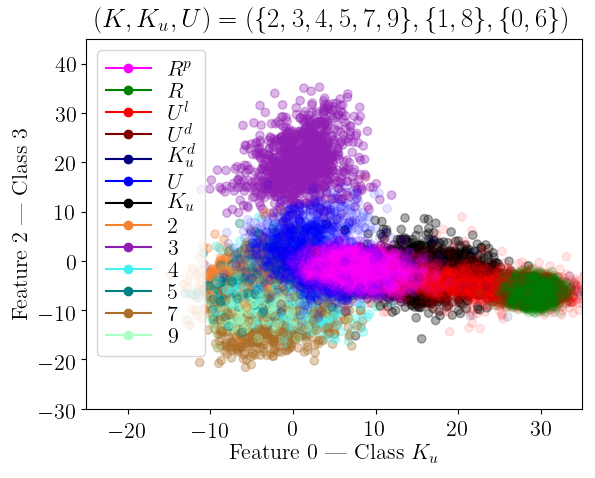 (K, K_u, U) = ({2, 3, 4, 5, 7, 9}, {1, 8}, {0, 6})
Feature 2 — Class 3
40
30
20
10
0
−10
−20
−30
R^p
R
U^l
U^d
K_u^d
U
K_u
2
3
4
5
7
9
−20 −10 0 10 20 30
Feature 0 — Class K_u